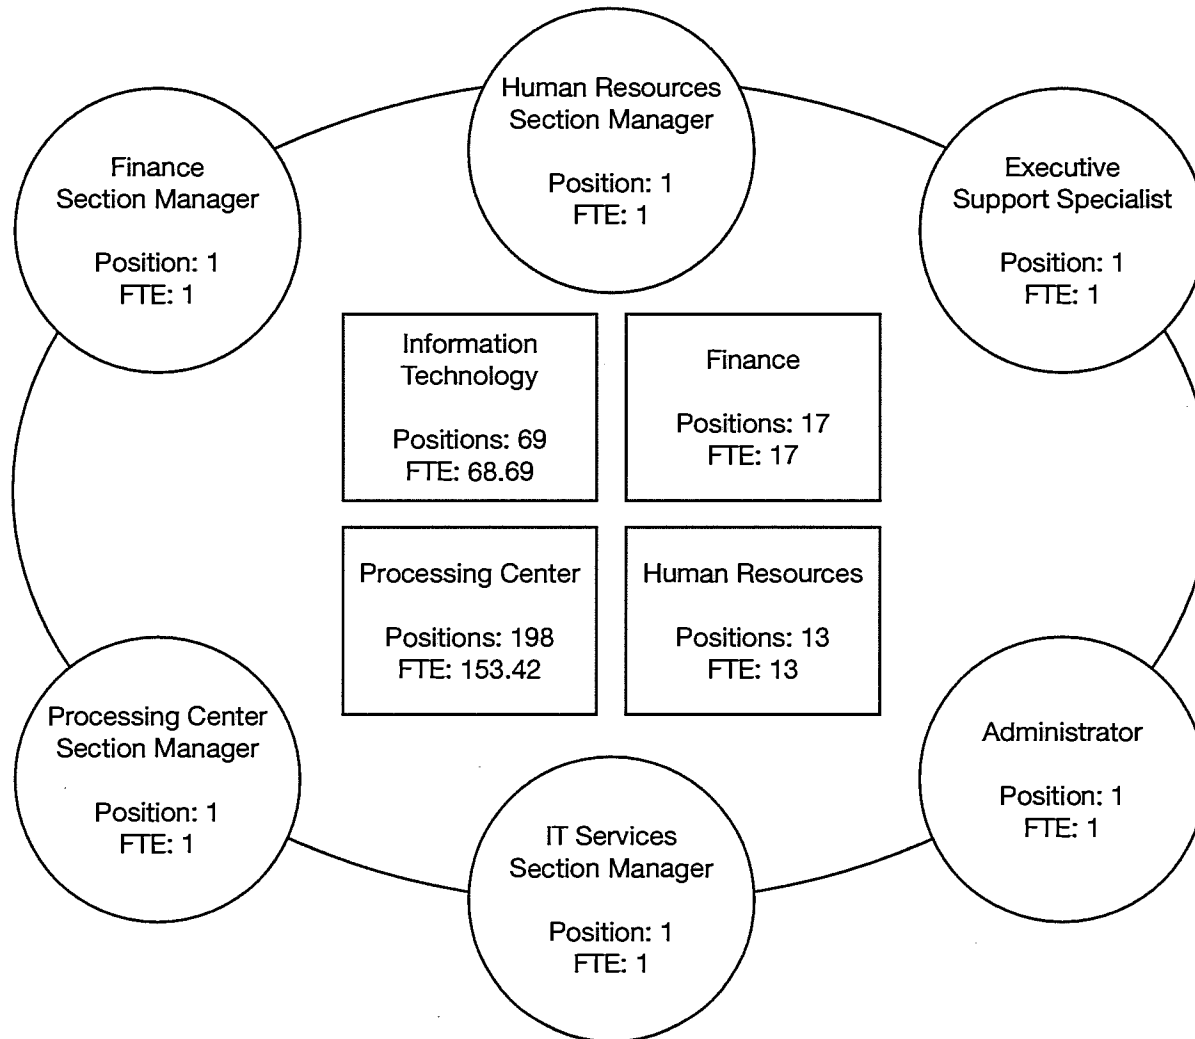 Human Resources
Section Manager
Position: 1
FTE: 1
Finance
Section Manager
Position: 1
FTE: 1
Executive
Support Specialist
Position: 1
FTE: 1
Information
Technology
Positions: 69
FTE: 68.69
Finance
Positions: 17
FTE: 17
Processing Center
Positions: 198
FTE: 153.42
Human Resources
Positions: 13
FTE: 13
Processing Center
Section Manager
Position: 1
FTE: 1
Administrator
Position: 1
FTE: 1
IT Services
Section Manager
Position: 1
FTE: 1